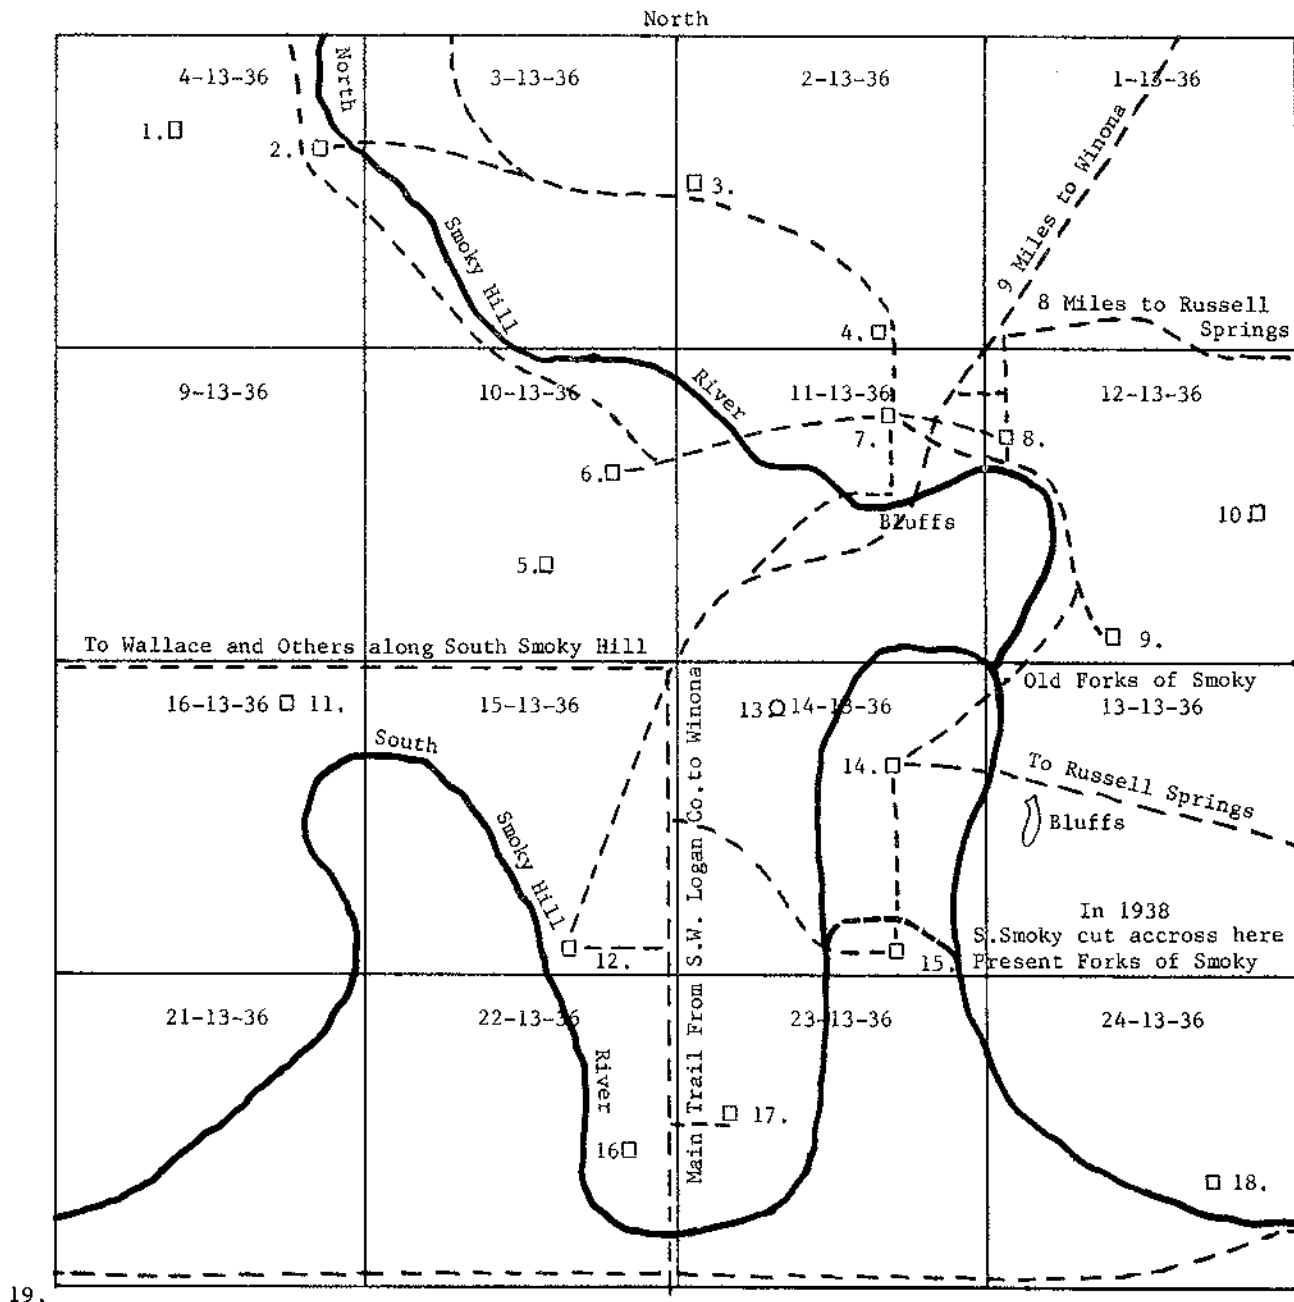 North
4-13-36
3-13-36
2-13-36
1-13-36
North
1.
2.
3.
9 Miles to Winona
Smoky Hill
8 Miles to Russell
Springs
4.
9-13-36
10-13-36
River
11-13-36
12-13-36
7.
8.
6.
Bluffs
10
5.
To Wallace and Others along South Smoky Hill
9.
Old Forks of Smoky
16-13-36
11.
15-13-36
13
14-13-36
13-13-36
South
14.
To Russell Springs
Bluffs
Smoky Hill
Main Trail From S.W. Logan Co. to Winona
In 1938
S.Smoky cut accross here
12.
15.
Present Forks of Smoky
21-13-36
22-13-36
23-13-36
24-13-36
River
17.
16
18.
19.